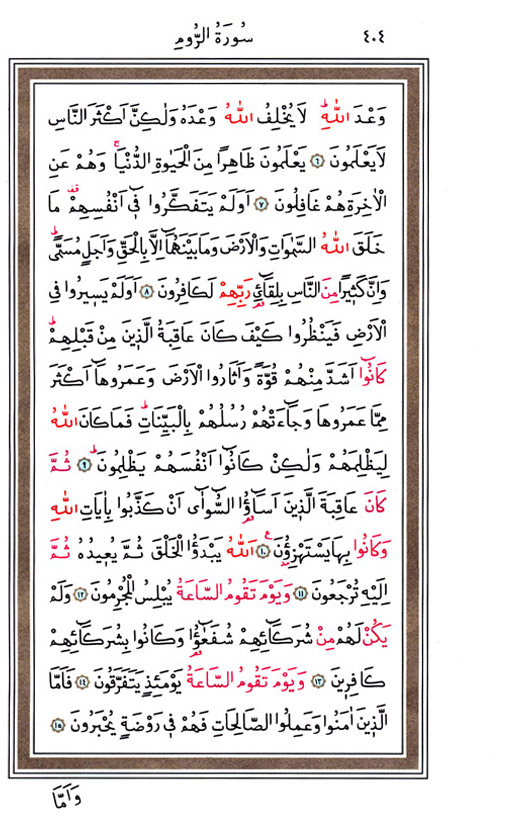 ٤٠٤ سُورَةُ الرُّومِ
وَعْدَ اللّٰهِۜ لَا يُخْلِفُ اللّٰهُ وَعْدَهُ وَلٰكِنَّ اَكْثَرَ النَّاسِ
لَا يَعْلَمُونَ ﴿٦﴾ يَعْلَمُونَ ظَاهِرًا مِنَ الْحَيٰوةِ الدُّنْيَاۚ وَهُمْ عَنِ
الْاٰخِرَةِ هُمْ غَافِلُونَ ﴿٧﴾ اَوَلَمْ يَتَفَكَّرُوا فٓي اَنْفُسِهِمْ۠ مَا
خَلَقَ اللّٰهُ السَّمٰوَاتِ وَالْاَرْضَ وَمَا بَيْنَهُمَٓا اِلَّا بِالْحَقِّ وَاَجَلٍ مُسَمًّىۜ
وَاِنَّ كَثٖيرًا مِنَ النَّاسِ بِلِقَٓائِ رَبِّهِمْ لَكَافِرُونَ ﴿٨﴾ اَوَلَمْ يَسٖيرُوا فِي
الْاَرْضِ فَيَنْظُرُوا كَيْفَ كَانَ عَاقِبَةُ الَّذٖينَ مِنْ قَبْلِهِمْۜ
كَانُٓوا اَشَدَّ مِنْهُمْ قُوَّةً وَاَثَارُوا الْاَرْضَ وَعَمَرُوهَٓا اَكْثَرَ
مِمَّا عَمَرُوهَا وَجَٓاءَتْهُمْ رُسُلُهُمْ بِالْبَيِّنَاتِۜ فَمَا كَانَ اللّٰهُ
لِيَظْلِمَهُمْ وَلٰكِنْ كَانُٓوا اَنْفُسَهُمْ يَظْلِمُونَۜ ﴿٩﴾ ثُمَّ
كَانَ عَاقِبَةَ الَّذٖينَ اَسَٓاؤُا السُّٓوآٰى اَنْ كَذَّبُوا بِاٰيَاتِ اللّٰهِ
وَكَانُوا بِهَا يَسْتَهْزِؤُ۫نَ۟ ﴿١٠﴾ اَللّٰهُ يَبْدَؤُا الْخَلْقَ ثُمَّ يُعٖيدُهُ ثُمَّ
اِلَيْهِ تُرْجَعُونَ ﴿١١﴾ وَيَوْمَ تَقُومُ السَّاعَةُ يُبْلِسُ الْمُجْرِمُونَ ﴿١٢﴾ وَلَمْ
يَكُنْ لَهُمْ مِنْ شُرَكَٓائِهِمْ شُفَعٰٓؤُ۬ا وَكَانُوا بِشُرَكَٓائِهِمْ
كَافِرٖينَ ﴿١٣﴾ وَيَوْمَ تَقُومُ السَّاعَةُ يَوْمَئِذٍ يَتَفَرَّقُونَ ﴿١٤﴾ فَاَمَّا
الَّذٖينَ اٰمَنُوا وَعَمِلُوا الصَّالِحَاتِ فَهُمْ فٖي رَوْضَةٍ يُحْبَرُونَ ﴿١٥﴾
وَاَمَّا